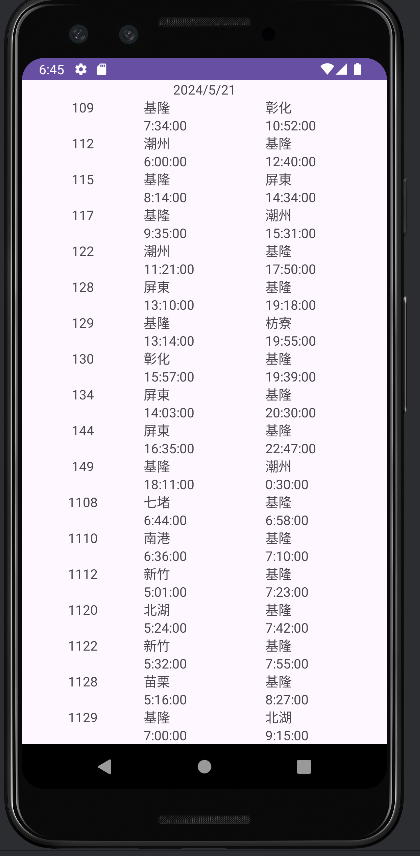 6:45
2024/5/21
109 基隆 彰化
7:34:00 10:52:00
112 潮州 基隆
6:00:00 12:40:00
115 基隆 屏東
8:14:00 14:34:00
117 基隆 潮州
9:35:00 15:31:00
122 潮州 基隆
11:21:00 17:50:00
128 屏東 基隆
13:10:00 19:18:00
129 基隆 枋寮
13:14:00 19:55:00
130 彰化 基隆
15:57:00 19:39:00
134 屏東 基隆
14:03:00 20:30:00
144 屏東 基隆
16:35:00 22:47:00
149 基隆 潮州
18:11:00 0:30:00
1108 七堵 基隆
6:44:00 6:58:00
1110 南港 基隆
6:36:00 7:10:00
1112 新竹 基隆
5:01:00 7:23:00
1120 北湖 基隆
5:24:00 7:42:00
1122 新竹 基隆
5:32:00 7:55:00
1128 苗栗 基隆
5:16:00 8:27:00
1129 基隆 北湖
7:00:00 9:15:00